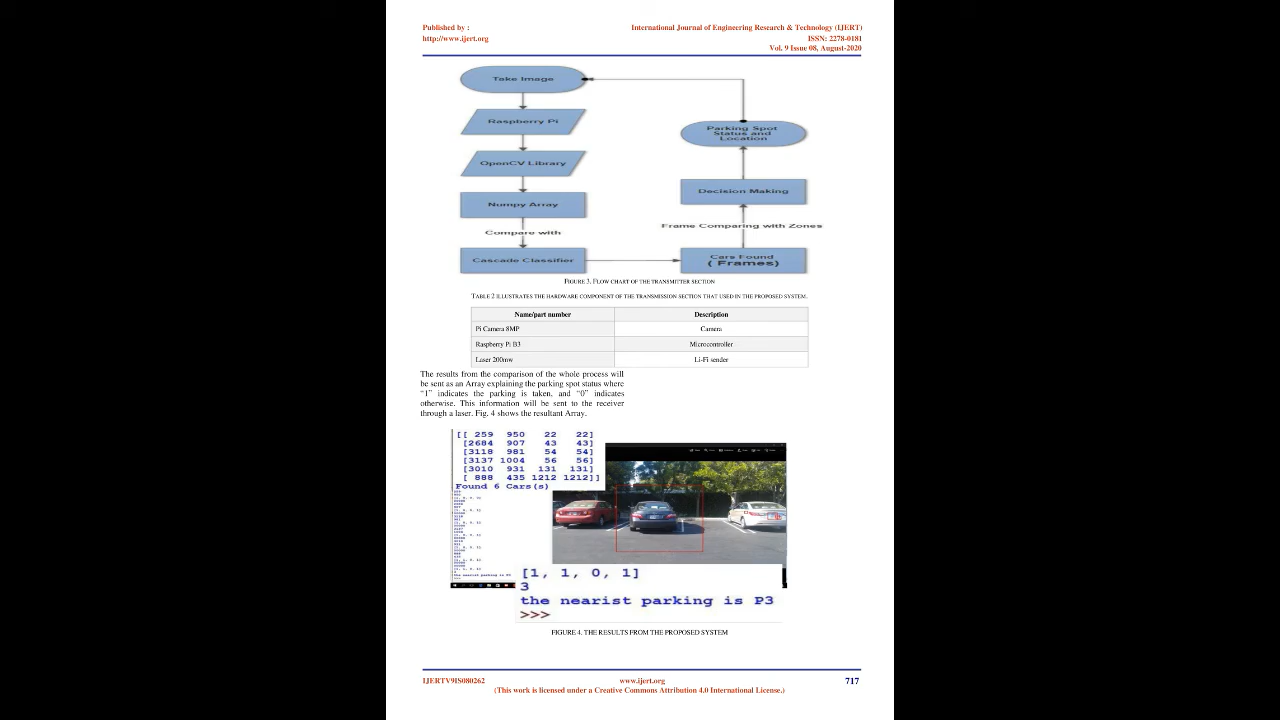 Published by :
International Journal of Engineering Research & Technology (IJERT)
http://www.ijert.org
ISSN: 2278-0181
Vol. 9 Issue 08, August-2020
Take Image
Raspberry Pi
OpenCV Library
Numpy Array
Compare with
Cascade Classifier
Parking Spot
Status and
Location
Decision Making
Frame Comparing with Zones
Cars Found
( Frames)
FIGURE 3. FLOW CHART OF THE TRANSMITTER SECTION
TABLE 2 ILLUSTRATES THE HARDWARE COMPONENT OF THE TRANSMISSION SECTION THAT USED IN THE PROPOSED SYSTEM.
Name/part number Description
Pi Camera 8MP Camera
Raspberry Pi B3 Microcontroller
Laser 200mw Li-Fi sender
The results from the comparison of the whole process will
be sent as an Array explaining the parking spot status where
“1” indicates the parking is taken, and “0” indicates
otherwise. This information will be sent to the receiver
through a laser. Fig. 4 shows the resultant Array.
[[ 259 950 22 22]
[2684 907 43 43]
[3118 981 54 54]
[3137 1004 56 56]
[3010 931 131 131]
[ 888 435 1212 1212]]
Found 6 Cars(s)
the nearist parking is P3
[1, 1, 0, 1]
3
the nearist parking is P3
>>>
FIGURE 4. THE RESULTS FROM THE PROPOSED SYSTEM
IJERTV9IS080262
www.ijert.org
717
(This work is licensed under a Creative Commons Attribution 4.0 International License.)